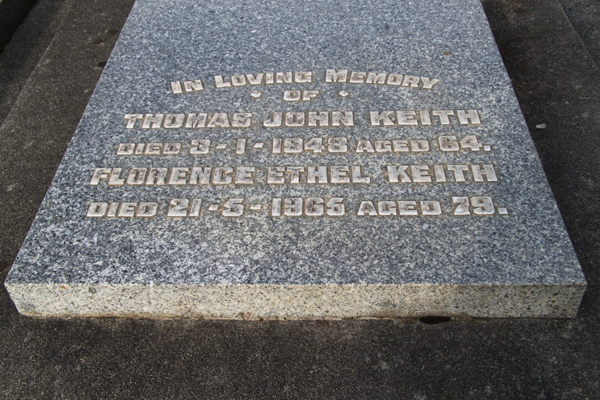 IN LOVING MEMORY
OF
THOMAS JOHN KEITH
DIED 3-1-1948 AGED 64.
FLORENCE ETHEL KEITH
DIED 21-5-1965 AGED 79.